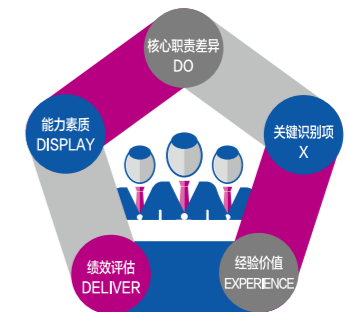 核心职责差异
DO
能力素质
DISPLAY
关键识别项
X
绩效评估
DELIVER
经验价值
EXPERIENCE